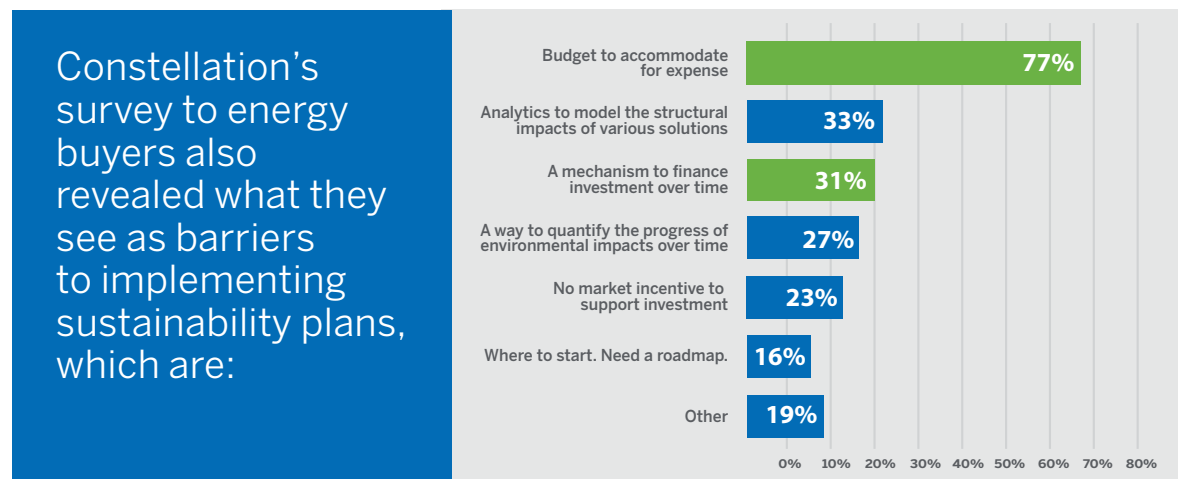 Constellation's
survey to energy
buyers also
revealed what they
see as barriers
to implementing
sustainability plans,
which are:
Budget to accommodate
for expense
77%
Analytics to model the structural
impacts of various solutions
33%
A mechanism to finance
investment over time
31%
A way to quantify the progress of
environmental impacts over time
27%
No market incentive to
support investment
23%
Where to start. Need a roadmap.
16%
Other
19%
0% 10% 20% 30% 40% 50% 60% 70% 80%